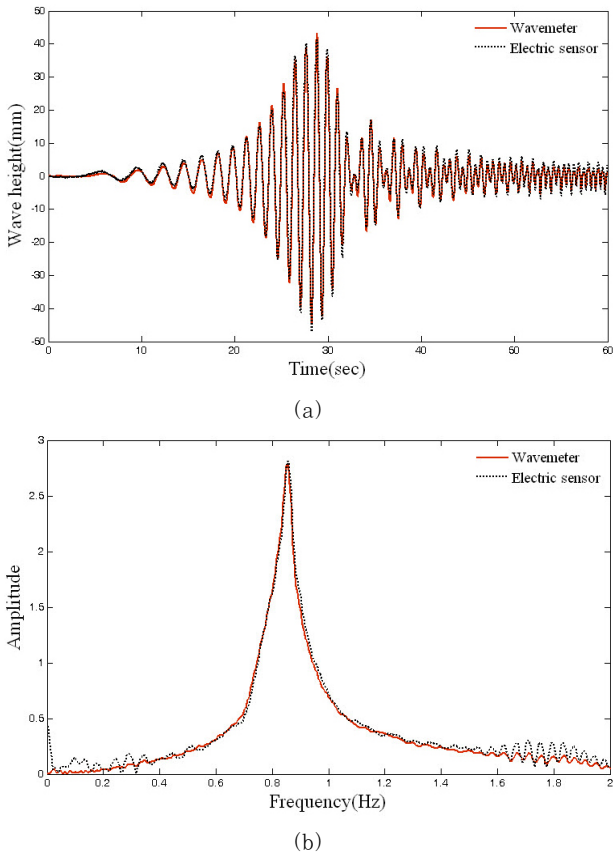 50
40
30
20
10
0
-10
-20
-30
-40
-50
Wave height(mm)
Wavemeter
Electric sensor
0 10 20 30 40 50 60
Time(sec)
(a)
3
2.5
2
1.5
1
0.5
0
Amplitude
Wavemeter
Electric sensor
0 0.2 0.4 0.6 0.8 1 1.2 1.4 1.6 1.8 2
Frequency(Hz)
(b)